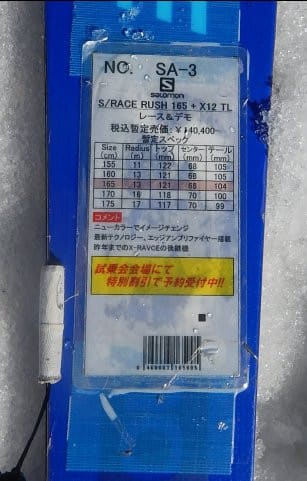 NO. SA-3
S
salomon
S/RACE RUSH 165 + X12 TL
レース&デモ
税込暫定売価:￥140,400-
暫定スペック
Size (cm) Radius (m) トップ (mm) センター (mm) テール (mm)
155 11 122 68 105
160 13 121 68 105
165 13 121 68 104
170 16 118 70 100
175 17 117 70 99
コメント
ニューカラーでイメージチェンジ
最新テクノロジー、エッジアンプリファイヤー搭載
昨年までのX-RAVCEの後継機
試乗会会場にて
特別割引で予約受付中!!